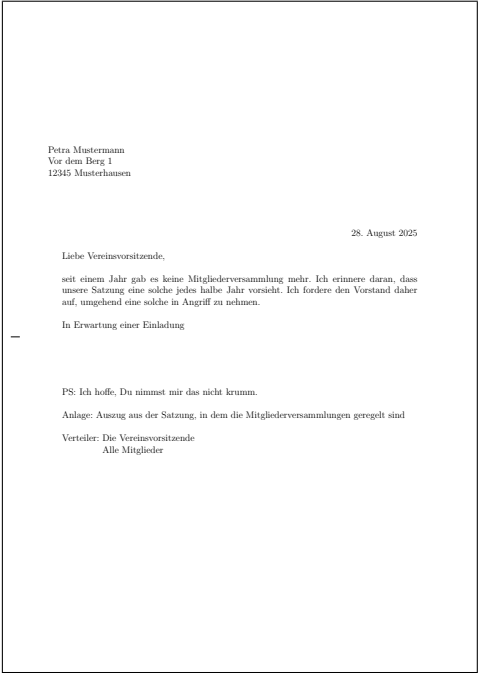 Petra Mustermann
Vor dem Berg 1
12345 Musterhausen
28. August 2025
Liebe Vereinsvorsitzende,
seit einem Jahr gab es keine Mitgliederversammlung mehr. Ich erinnere daran, dass
unsere Satzung eine solche jedes halbe Jahr vorsieht. Ich fordere den Vorstand daher
auf, umgehend eine solche in Angriff zu nehmen.
In Erwartung einer Einladung
PS: Ich hoffe, Du nimmst mir das nicht krumm.
Anlage: Auszug aus der Satzung, in dem die Mitgliederversammlungen geregelt sind
Verteiler: Die Vereinsvorsitzende
Alle Mitglieder